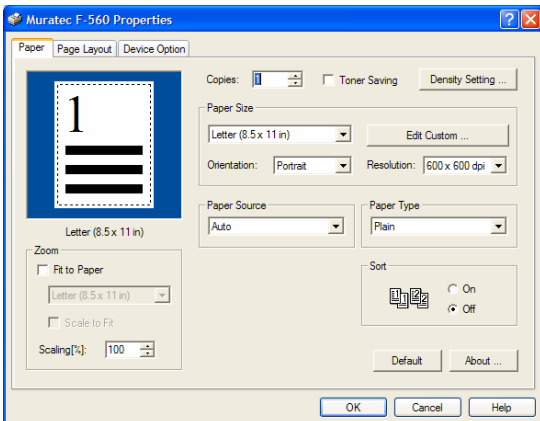 Muratec F-560 Properties
Paper
Page Layout
Device Option
1
Letter (8.5 x 11 in)
Copies: 1
Toner Saving
Density Setting ...
Paper Size
Letter (8.5 x 11 in)
Edit Custom ...
Orientation: Portrait
Resolution: 600 x 600 dpi
Paper Source
Auto
Paper Type
Plain
Zoom
Fit to Paper
Letter (8.5 x 11 in)
Scale to Fit
Scaling[%]: 100
Sort
On
Off
Default
About ...
OK
Cancel
Help